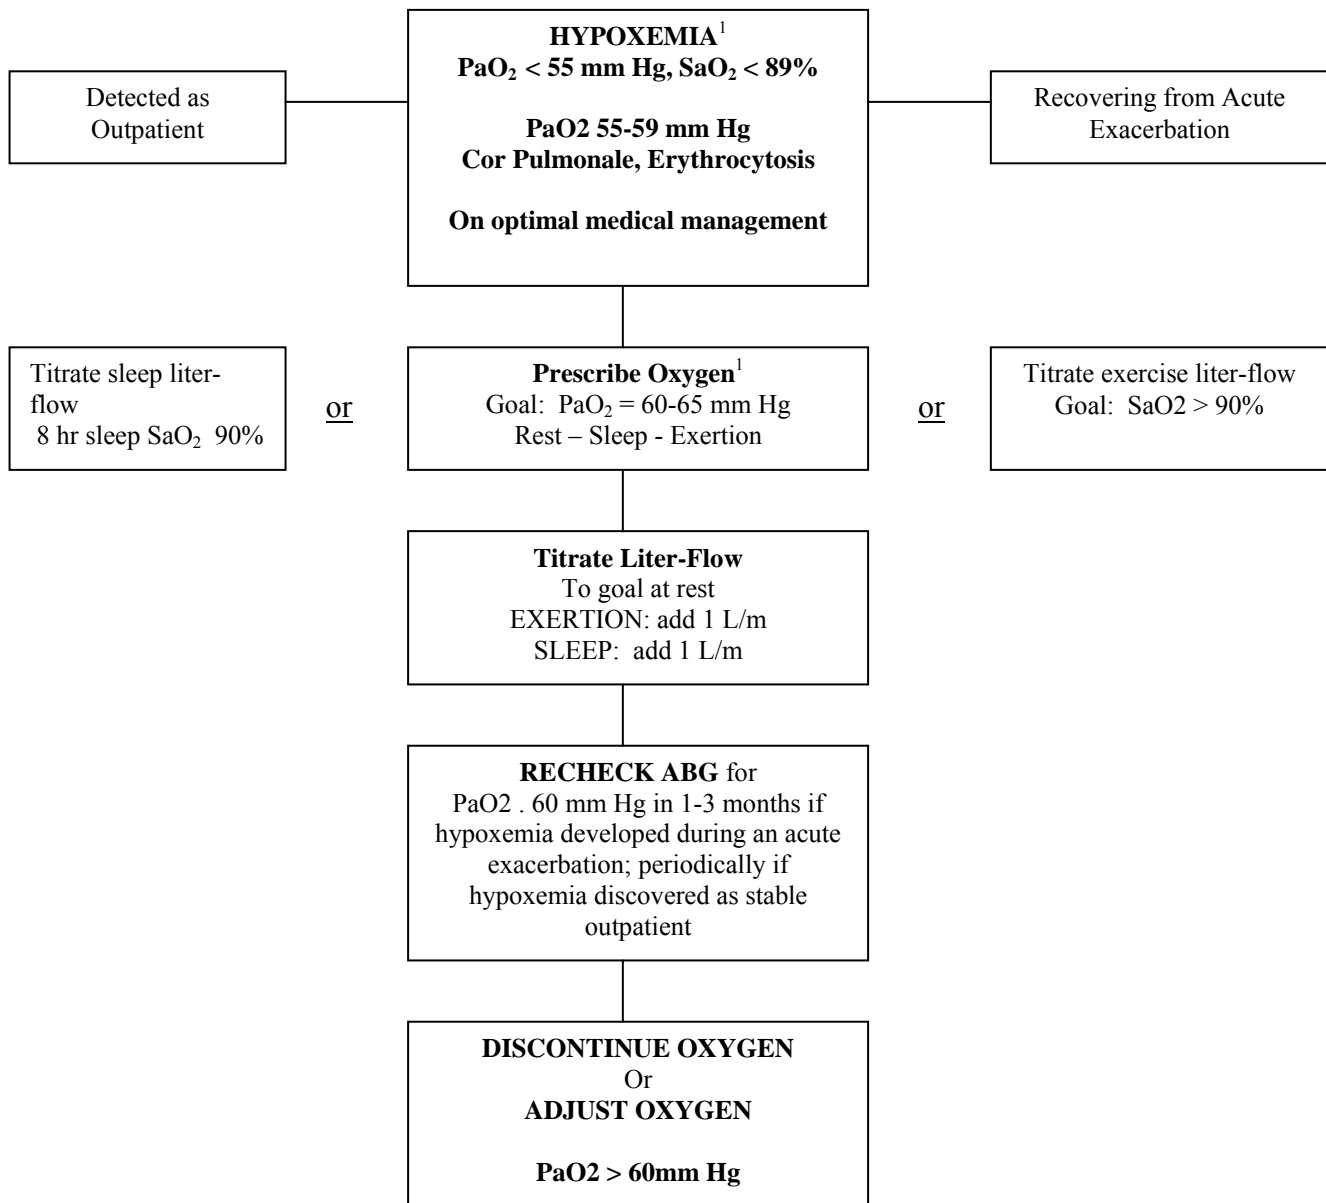 HYPOXEMIA¹
PaO₂ < 55 mm Hg, SaO₂ < 89%
PaO2 55-59 mm Hg
Cor Pulmonale, Erythrocytosis
On optimal medical management
Detected as
Outpatient
Recovering from Acute
Exacerbation
Titrate sleep liter-
flow
8 hr sleep SaO₂ 90%
or
Prescribe Oxygen¹
Goal: PaO₂ = 60-65 mm Hg
Rest – Sleep - Exertion
or
Titrate exercise liter-flow
Goal: SaO2 > 90%
Titrate Liter-Flow
To goal at rest
EXERTION: add 1 L/m
SLEEP: add 1 L/m
RECHECK ABG for
PaO2 . 60 mm Hg in 1-3 months if
hypoxemia developed during an acute
exacerbation; periodically if
hypoxemia discovered as stable
outpatient
DISCONTINUE OXYGEN
Or
ADJUST OXYGEN
PaO2 > 60mm Hg